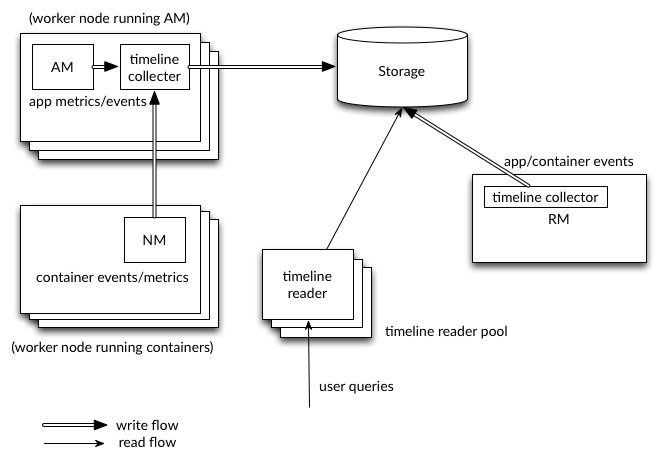 (worker node running AM)
AM
timeline
collecter
app metrics/events
Storage
app/container events
timeline collector
RM
NM
container events/metrics
(worker node running containers)
timeline
reader
timeline reader pool
user queries
write flow
read flow